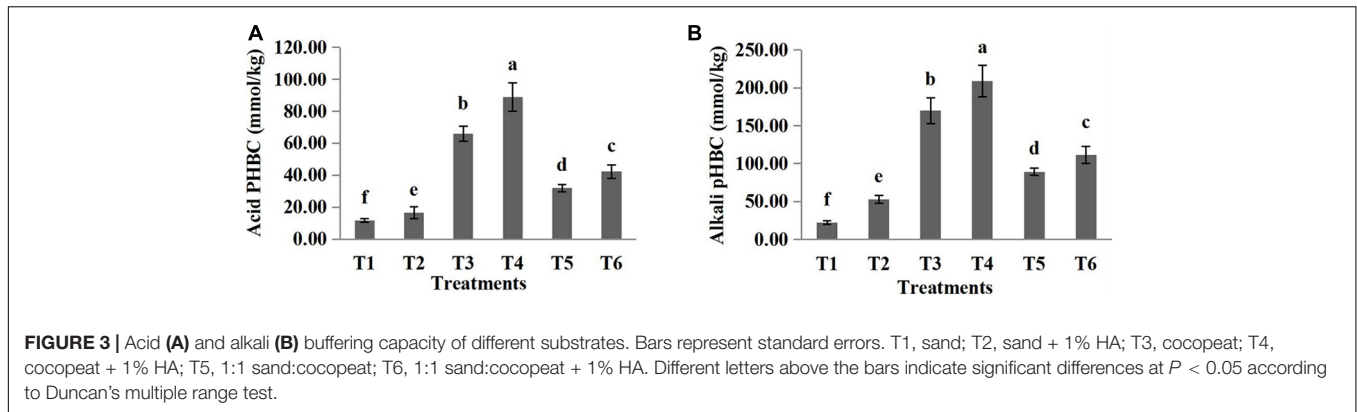 A
120.00
100.00
80.00
60.00
40.00
20.00
0.00
Acid PHBC (mmol/kg)
f
e
b
a
d
c
T1 T2 T3 T4 T5 T6
Treatments
B
250.00
200.00
150.00
100.00
50.00
0.00
Alkali pHBC (mmol/kg)
f
e
b
a
d
c
T1 T2 T3 T4 T5 T6
Treatments
FIGURE 3 | Acid (A) and alkali (B) buffering capacity of different substrates. Bars represent standard errors. T1, sand; T2, sand + 1% HA; T3, cocopeat; T4,
cocopeat + 1% HA; T5, 1:1 sand:cocopeat; T6, 1:1 sand:cocopeat + 1% HA. Different letters above the bars indicate significant differences at P < 0.05 according
to Duncan's multiple range test.